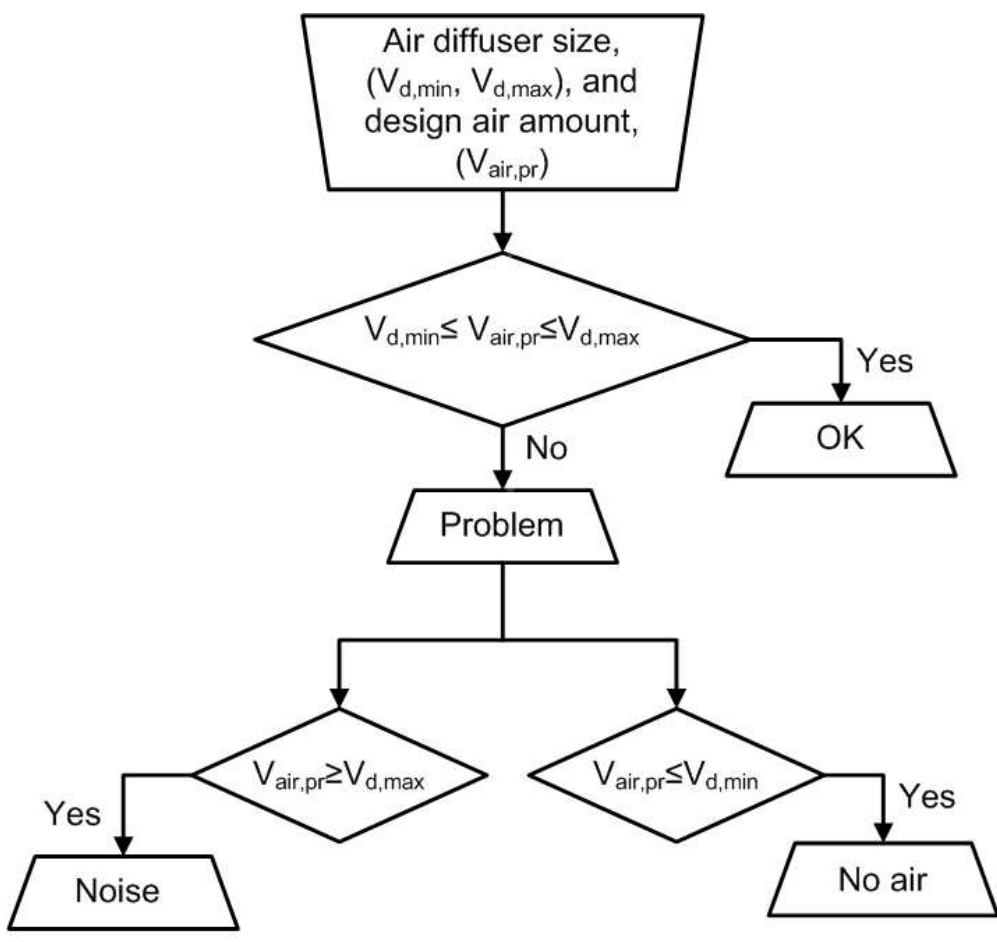 Air diffuser size,
(Vd,min, Vd,max), and
design air amount,
(Vair,pr)
Vd,min≤ Vair,pr≤Vd,max
Yes
OK
No
Problem
Vair,pr≥Vd,max
Vair,pr≤Vd,min
Yes
Yes
Noise
No air